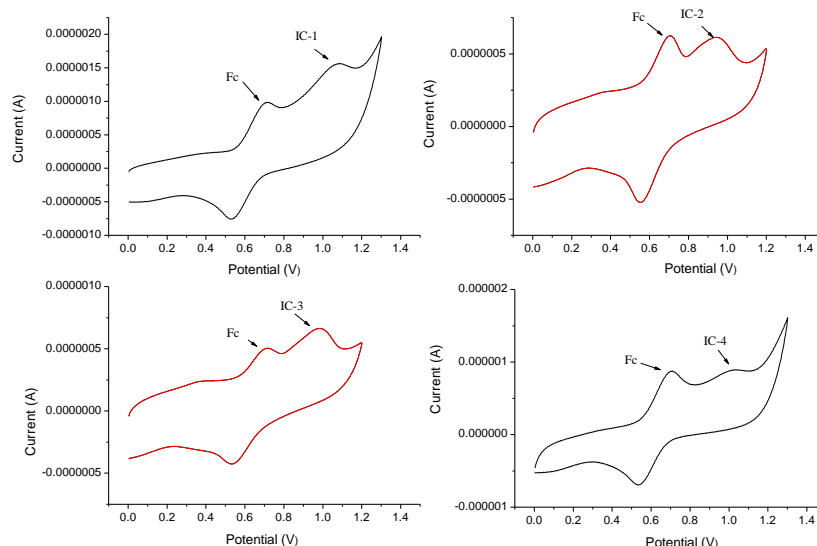 0.0000020
0.0000015
0.0000010
0.0000005
0.0000000
-0.0000005
-0.0000010
Current (A)
IC-1
Fc
0.0 0.2 0.4 0.6 0.8 1.0 1.2 1.4
Potential (V)
0.0000005
0.0000000
-0.0000005
Current (A)
Fc
IC-2
0.0 0.2 0.4 0.6 0.8 1.0 1.2 1.4
Potential (V)
0.0000010
0.0000005
0.0000000
-0.0000005
Current (A)
IC-3
Fc
0.0 0.2 0.4 0.6 0.8 1.0 1.2 1.4
Potential (V)
0.000002
0.000001
0.000000
-0.000001
Current (A)
IC-4
Fc
0.0 0.2 0.4 0.6 0.8 1.0 1.2 1.4
Potential (V)